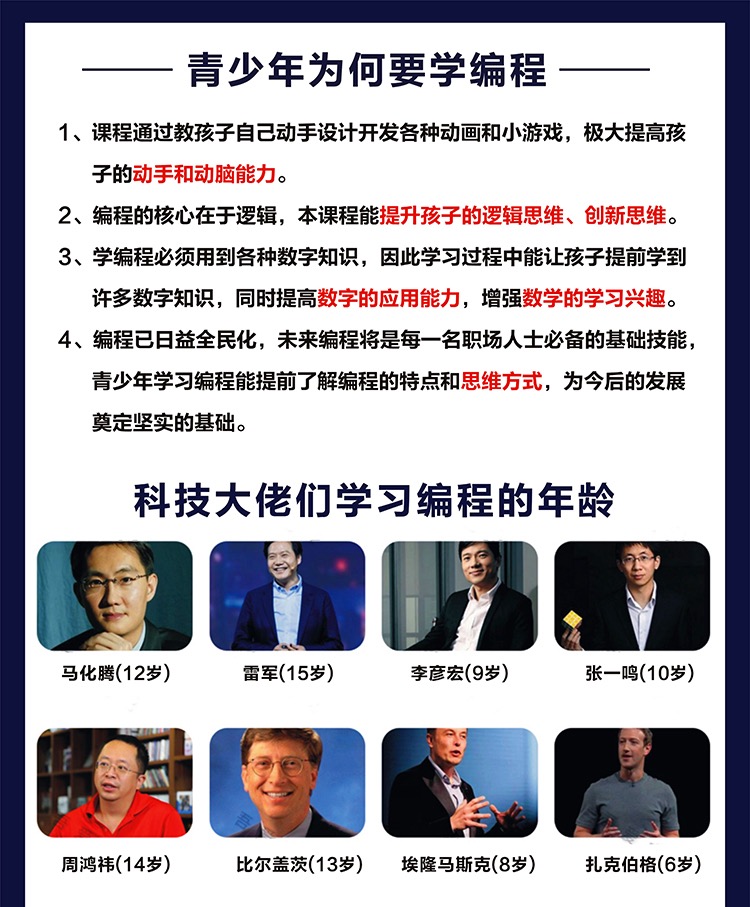 青少年为何要学编程
1、课程通过教孩子自己动手设计开发各种动画和小游戏，极大提高孩
子的动手和动脑能力。
2、编程的核心在于逻辑，本课程能提升孩子的逻辑思维、创新思维。
3、学编程必须用到各种数字知识，因此学习过程中能让孩子提前学到
许多数字知识，同时提高数字的应用能力，增强数学的学习兴趣。
4、编程已日益全民化，未来编程将是每一名职场人士必备的基础技能，
青少年学习编程能提前了解编程的特点和思维方式，为今后的发展
奠定坚实的基础。
科技大佬们学习编程的年龄
马化腾(12岁)
雷军(15岁)
李彦宏(9岁)
张一鸣(10岁)
周鸿祎(14岁)
比尔盖茨(13岁)
埃隆马斯克(8岁)
扎克伯格(6岁)